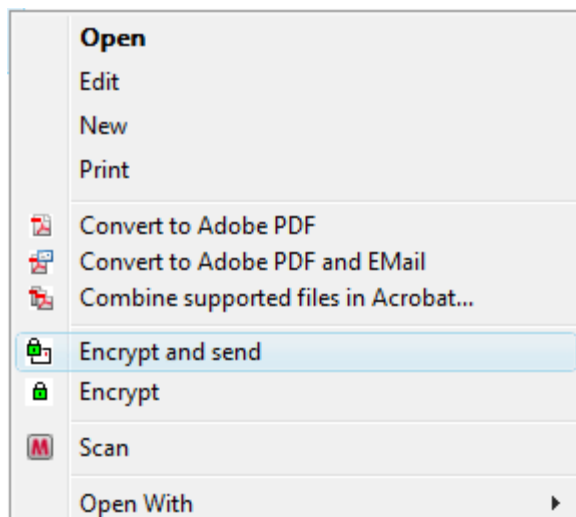 Open
Edit
New
Print
Convert to Adobe PDF
Convert to Adobe PDF and EMail
Combine supported files in Acrobat...
Encrypt and send
Encrypt
Scan
Open With